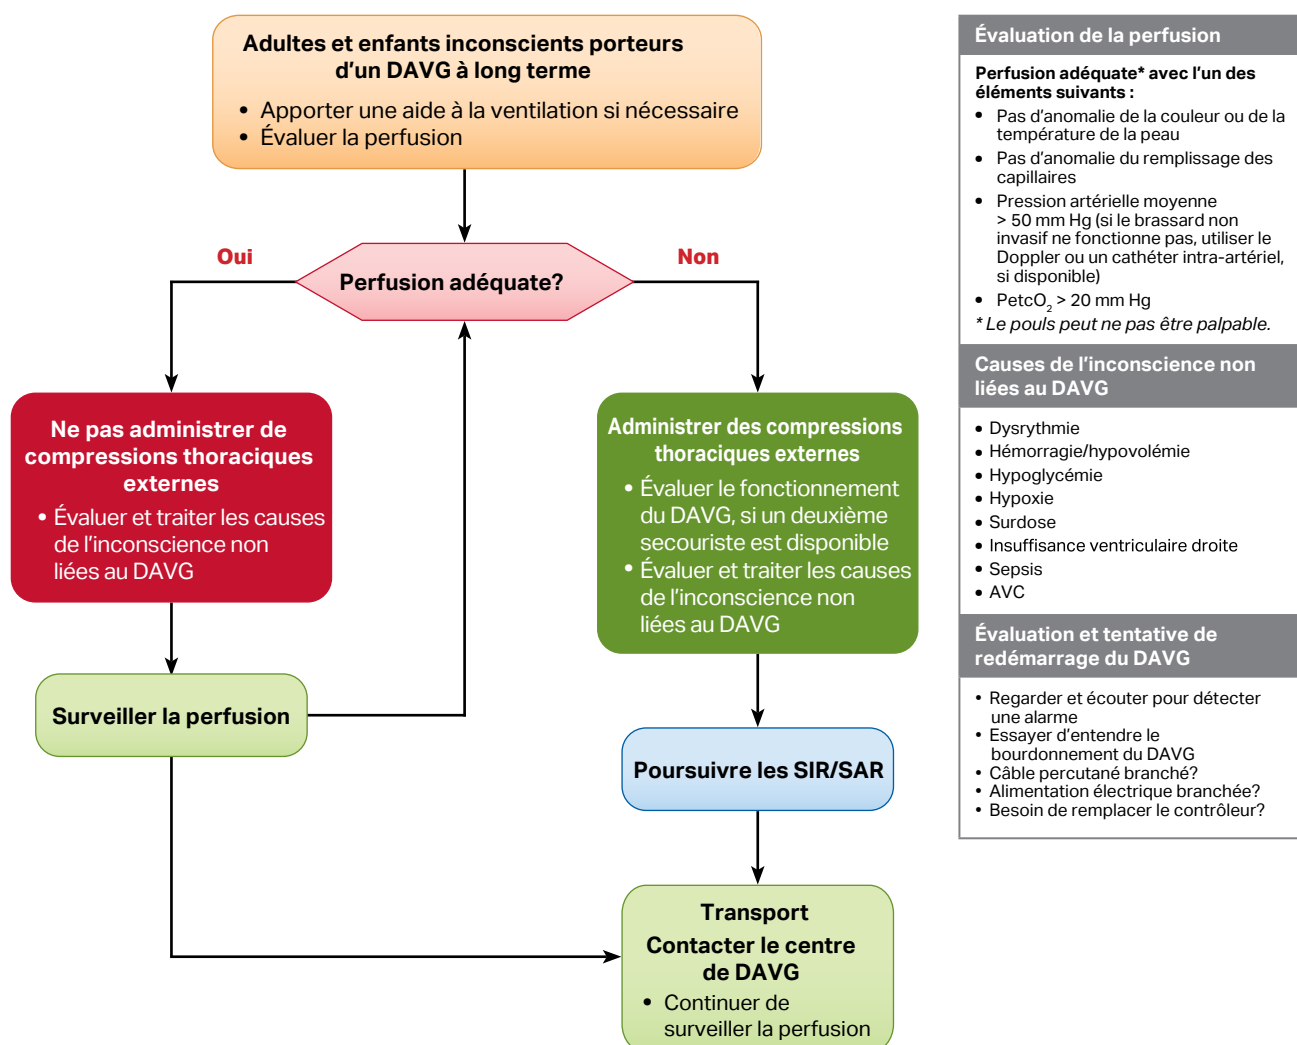 Adultes et enfants inconscients porteurs
d’un DAVG à long terme
• Apporter une aide à la ventilation si nécessaire
• Évaluer la perfusion
Oui
Perfusion adéquate?
Non
Ne pas administrer de
compressions thoraciques
externes
• Évaluer et traiter les causes
de l’inconscience non
liées au DAVG
Administrer des compressions
thoraciques externes
• Évaluer le fonctionnement
du DAVG, si un deuxième
secouriste est disponible
• Évaluer et traiter les causes
de l’inconscience non
liées au DAVG
Surveiller la perfusion
Poursuivre les SIR/SAR
Transport
Contacter le centre
de DAVG
• Continuer de
surveiller la perfusion
Évaluation de la perfusion
Perfusion adéquate* avec l’un des
éléments suivants :
• Pas d’anomalie de la couleur ou de la
température de la peau
• Pas d’anomalie du remplissage des
capillaires
• Pression artérielle moyenne
> 50 mm Hg (si le brassard non
invasif ne fonctionne pas, utiliser le
Doppler ou un cathéter intra-artériel,
si disponible)
• PetcO₂ > 20 mm Hg
* Le pouls peut ne pas être palpable.
Causes de l’inconscience non
liées au DAVG
• Dysrythmie
• Hémorragie/hypovolémie
• Hypoglycémie
• Hypoxie
• Surdose
• Insuffisance ventriculaire droite
• Sepsis
• AVC
Évaluation et tentative de
redémarrage du DAVG
• Regarder et écouter pour détecter
une alarme
• Essayer d’entendre le
bourdonnement du DAVG
• Câble percutané branché?
• Alimentation électrique branchée?
• Besoin de remplacer le contrôleur?